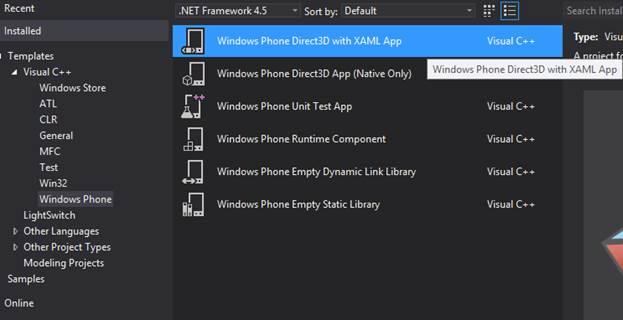 Recent
.NET Framework 4.5 Sort by: Default
Search Instal
Installed
Templates
Visual C++
Windows Store
ATL
CLR
General
MFC
Test
Win32
Windows Phone
LightSwitch
Other Languages
Other Project Types
Modeling Projects
Samples
Online
Windows Phone Direct3D with XAML App Visual C++
Windows Phone Direct3D App (Native Only)
Windows Phone Unit Test App Visual C++
Windows Phone Runtime Component Visual C++
Windows Phone Empty Dynamic Link Library Visual C++
Windows Phone Empty Static Library Visual C++
Windows Phone Direct3D with XAML App
Type: Visu